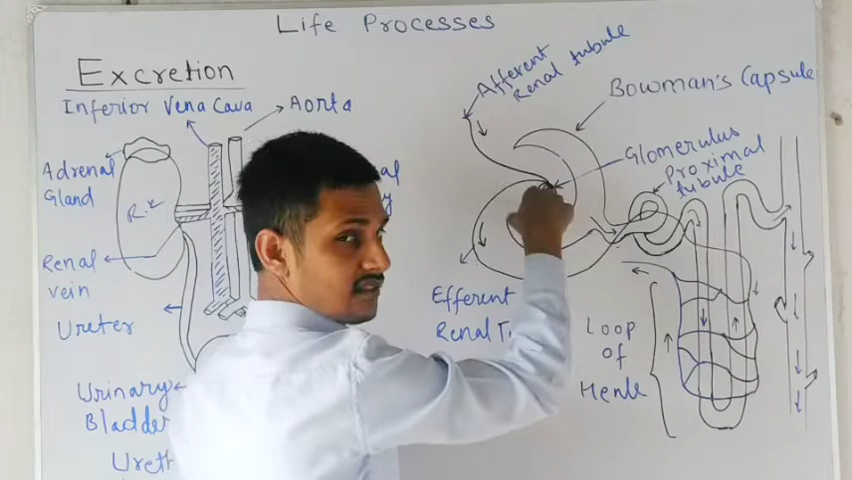 Life Processes
Excretion
Inferior Vena Cava
Aorta
Adrenal
Gland
R.K
Renal
vein
Ureter
Urinary
Bladder
Afferent
Renal tubule
Bowman's Capsule
Glomerulus
Proximal
tubule
Efferent
Renal
Loop
of
Henle